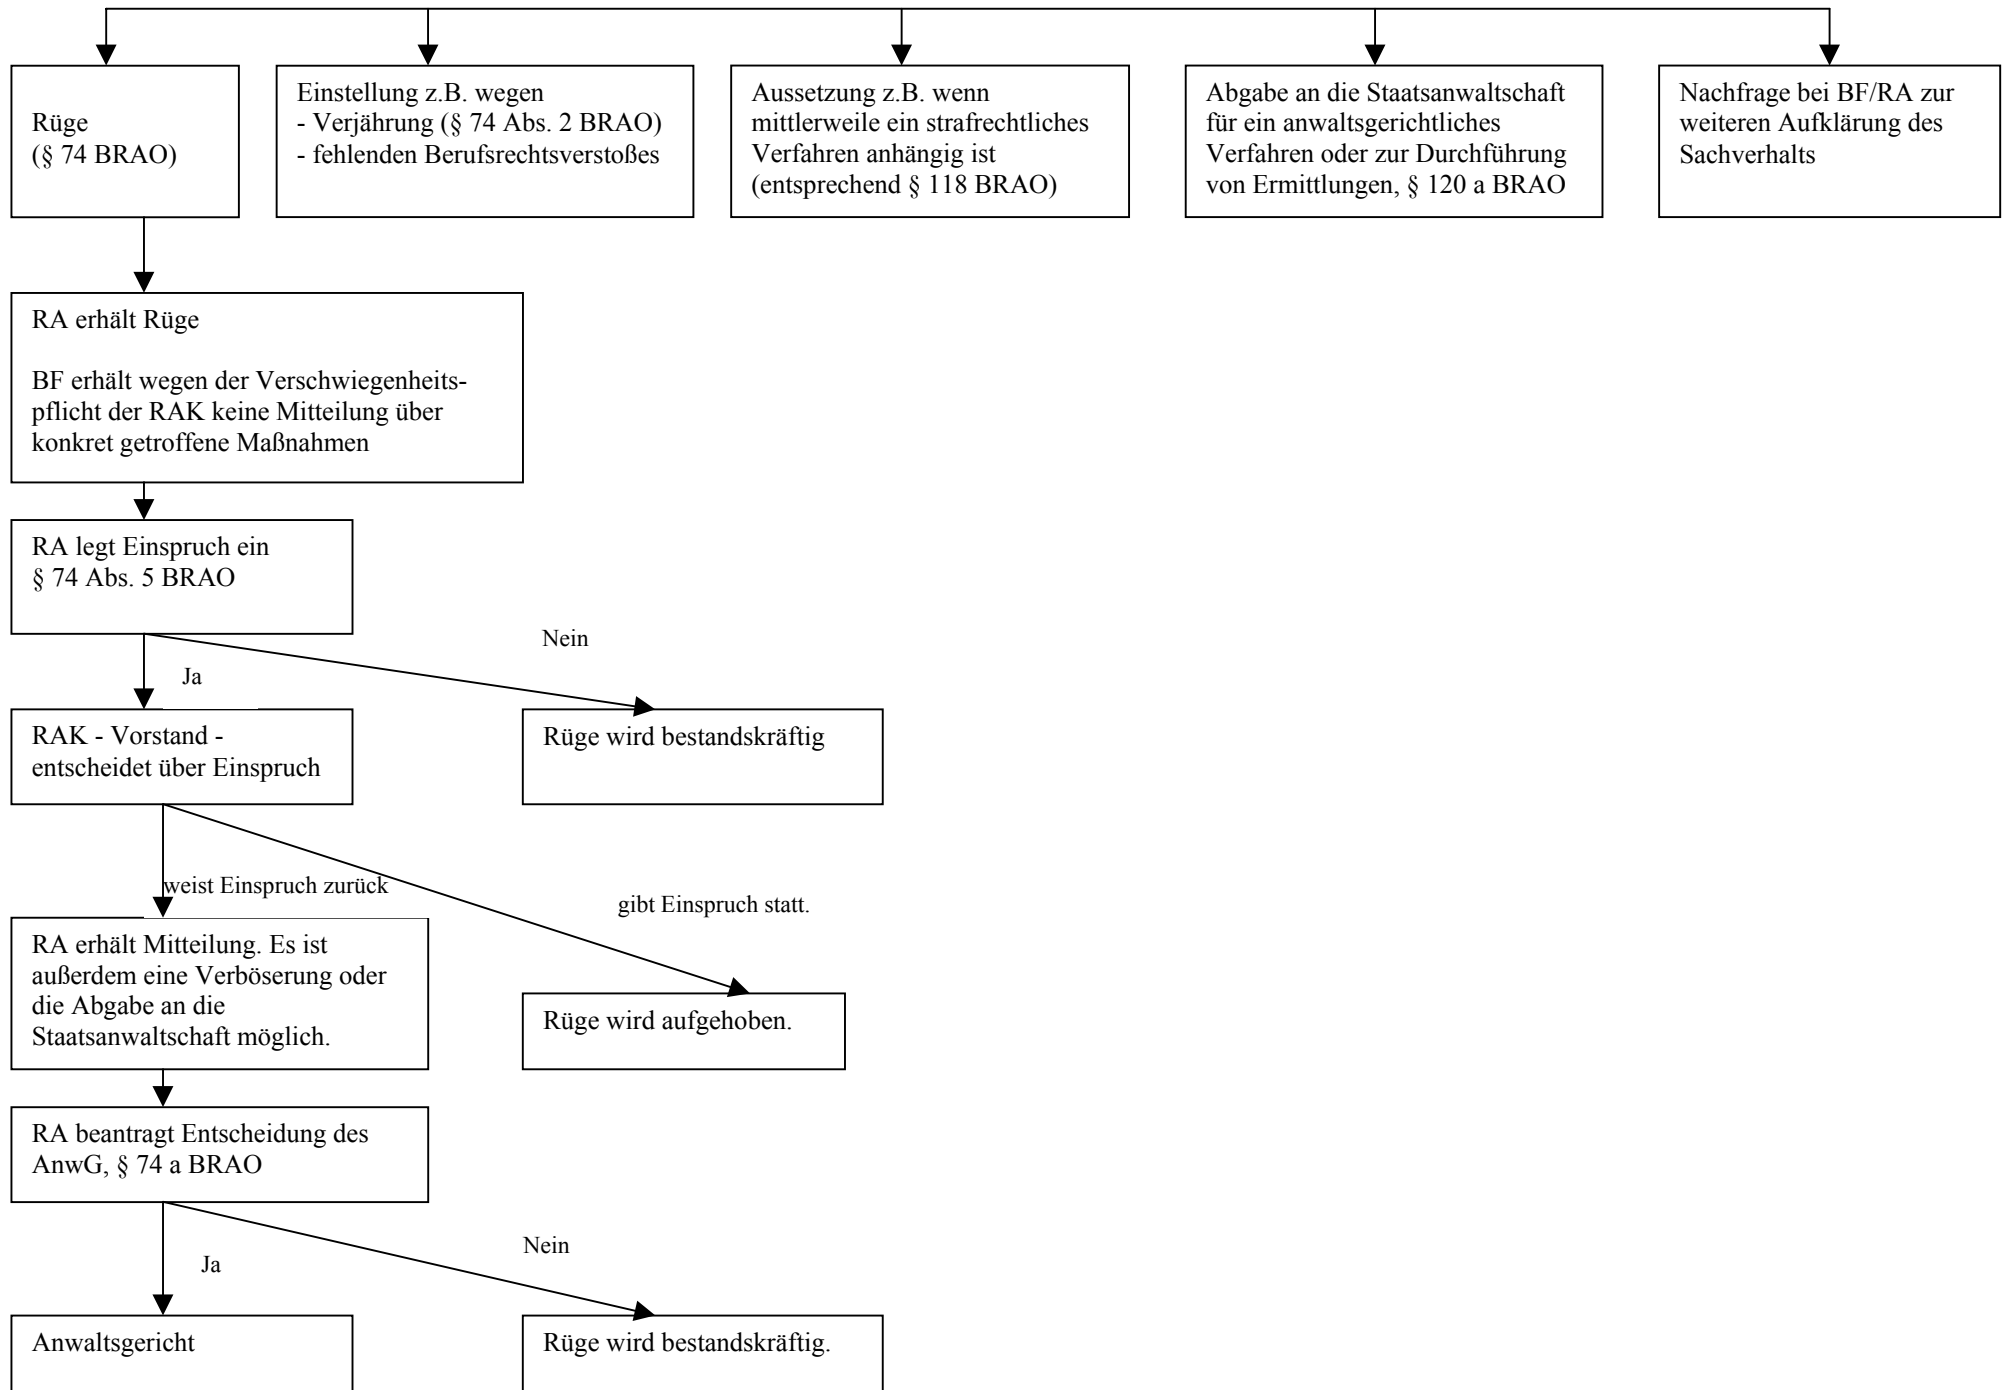 Rüge
(§ 74 BRAO)
Einstellung z.B. wegen
- Verjährung (§ 74 Abs. 2 BRAO)
- fehlenden Berufsrechtsverstoßes
Aussetzung z.B. wenn
mittlerweile ein strafrechtliches
Verfahren anhängig ist
(entsprechend § 118 BRAO)
Abgabe an die Staatsanwaltschaft
für ein anwaltsgerichtliches
Verfahren oder zur Durchführung
von Ermittlungen, § 120 a BRAO
Nachfrage bei BF/RA zur
weiteren Aufklärung des
Sachverhalts
RA erhält Rüge
BF erhält wegen der Verschwiegenheits-
pflicht der RAK keine Mitteilung über
konkret getroffene Maßnahmen
RA legt Einspruch ein
§ 74 Abs. 5 BRAO
Nein
Ja
RAK - Vorstand -
entscheidet über Einspruch
Rüge wird bestandskräftig
weist Einspruch zurück
gibt Einspruch statt.
RA erhält Mitteilung. Es ist
außerdem eine Verböserung oder
die Abgabe an die
Staatsanwaltschaft möglich.
Rüge wird aufgehoben.
RA beantragt Entscheidung des
AnwG, § 74 a BRAO
Nein
Ja
Anwaltsgericht
Rüge wird bestandskräftig.